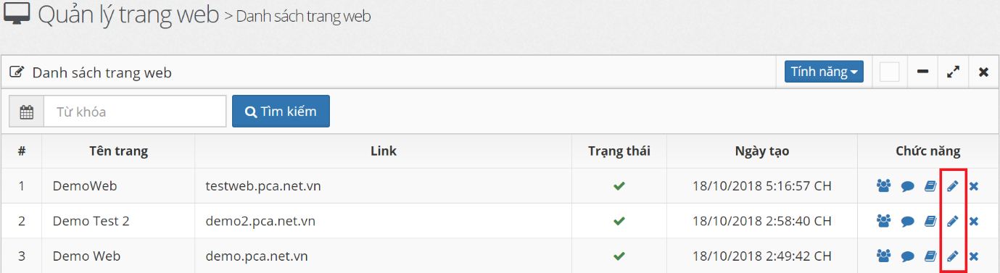 Quản lý trang web > Danh sách trang web
Danh sách trang web Tính năng
Từ khóa Tìm kiếm
# Tên trang Link Trạng thái Ngày tạo Chức năng
1 DemoWeb testweb.pca.net.vn 18/10/2018 5:16:57 CH
2 Demo Test 2 demo2.pca.net.vn 18/10/2018 2:58:40 CH
3 Demo Web demo.pca.net.vn 18/10/2018 2:49:42 CH